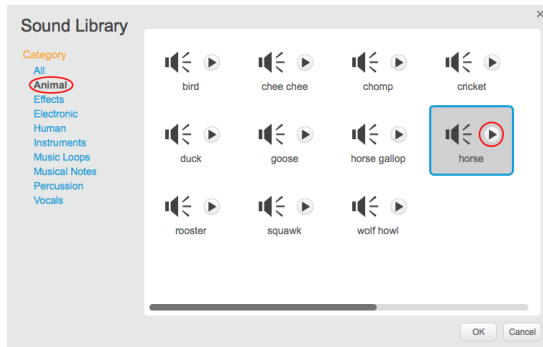 Sound Library
Category
All
Animal
Effects
Electronic
Human
Instruments
Music Loops
Musical Notes
Percussion
Vocals
bird chee chee chomp cricket
duck goose horse gallop horse
rooster squawk wolf howl
OK Cancel